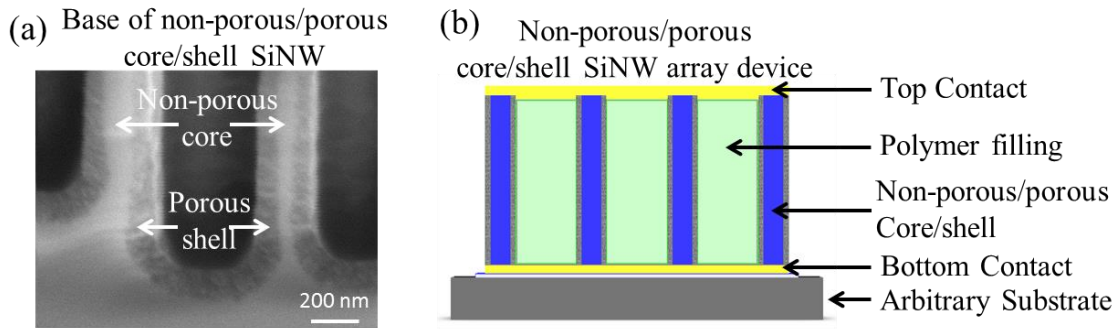 (a)
Base of non-porous/porous
core/shell SiNW
Non-porous
core
Porous
shell
200 nm
(b)
Non-porous/porous
core/shell SiNW array device
Top Contact
Polymer filling
Non-porous/porous
Core/shell
Bottom Contact
Arbitrary Substrate